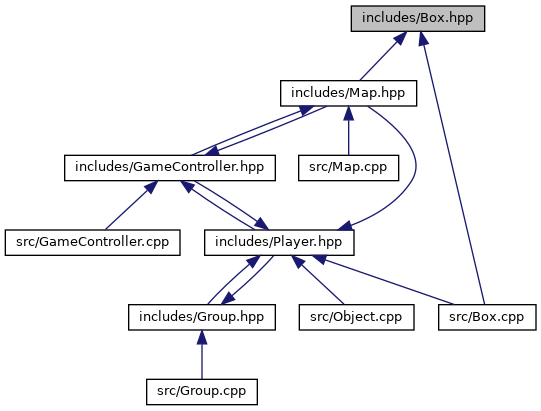 includes/Box.hpp
includes/Map.hpp
includes/GameController.hpp
src/Map.cpp
src/GameController.cpp
includes/Player.hpp
includes/Group.hpp
src/Object.cpp
src/Box.cpp
src/Group.cpp